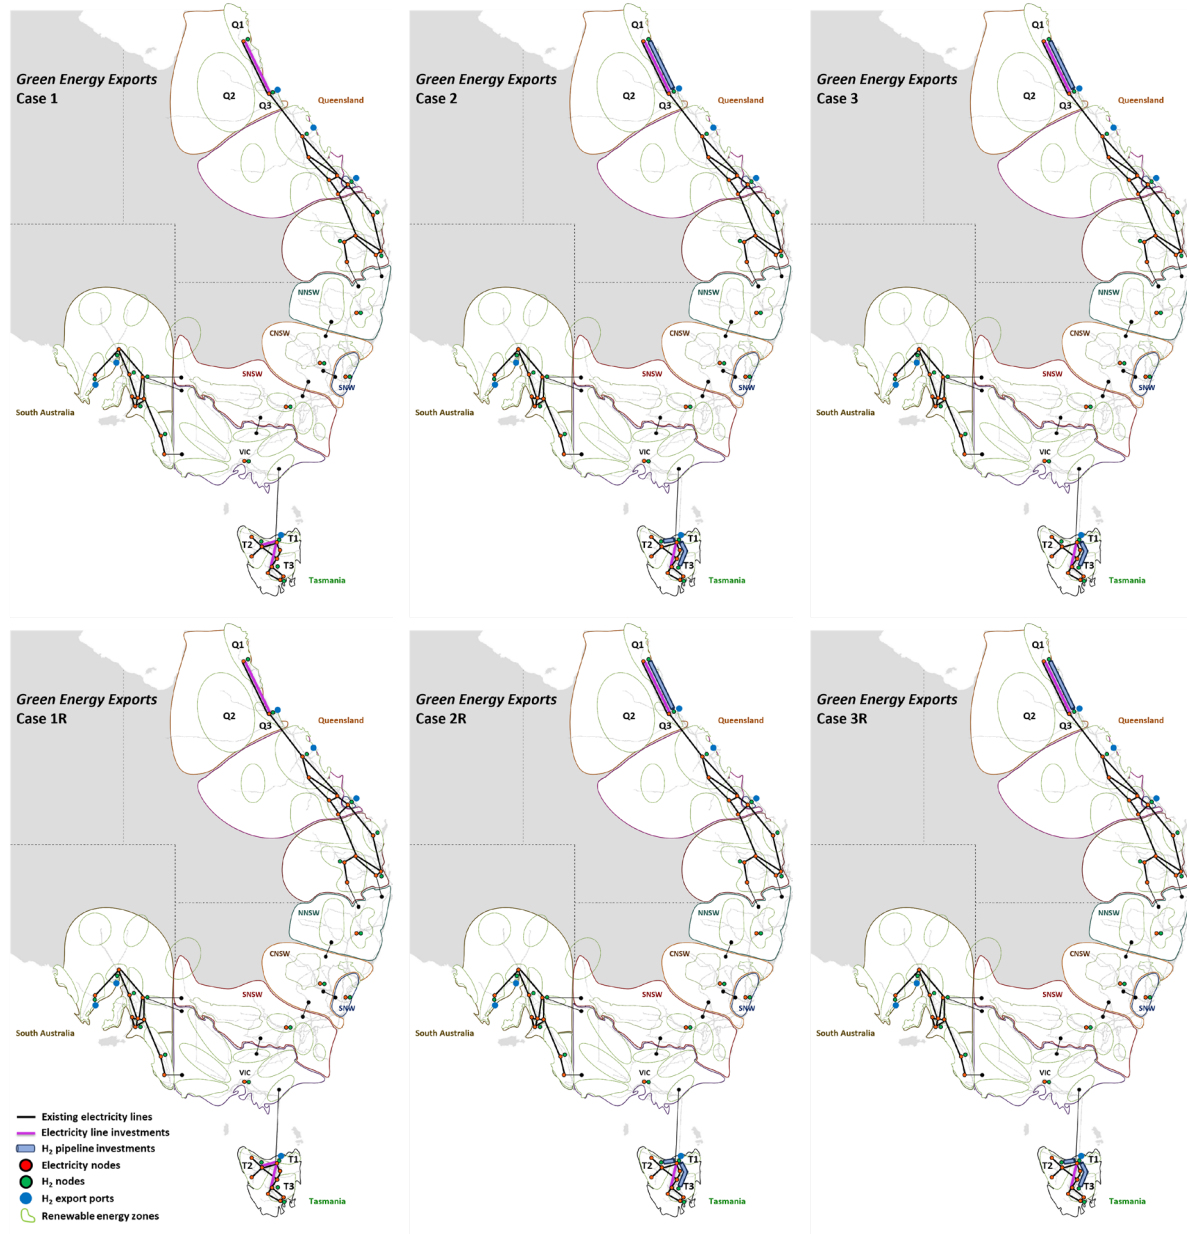 Green Energy Exports
Case 1
Q1
Q2
Q3
Queensland
NNSW
CNSW
SNSW
SNW
South Australia
VIC
T2
T1
T3
Tasmania
Green Energy Exports
Case 2
Q1
Q2
Q3
Queensland
NNSW
CNSW
SNSW
SNW
South Australia
VIC
T2
T1
T3
Tasmania
Green Energy Exports
Case 3
Q1
Q2
Q3
Queensland
NNSW
CNSW
SNSW
SNW
South Australia
VIC
T2
T1
T3
Tasmania
Green Energy Exports
Case 1R
Q1
Q2
Q3
Queensland
NNSW
CNSW
SNSW
SNW
South Australia
VIC
T2
T1
T3
Tasmania
Existing electricity lines
Electricity line investments
H₂ pipeline investments
Electricity nodes
H₂ nodes
H₂ export ports
Renewable energy zones
Green Energy Exports
Case 2R
Q1
Q2
Q3
Queensland
NNSW
CNSW
SNSW
SNW
South Australia
VIC
T2
T1
T3
Tasmania
Green Energy Exports
Case 3R
Q1
Q2
Q3
Queensland
NNSW
CNSW
SNSW
SNW
South Australia
VIC
T2
T1
T3
Tasmania